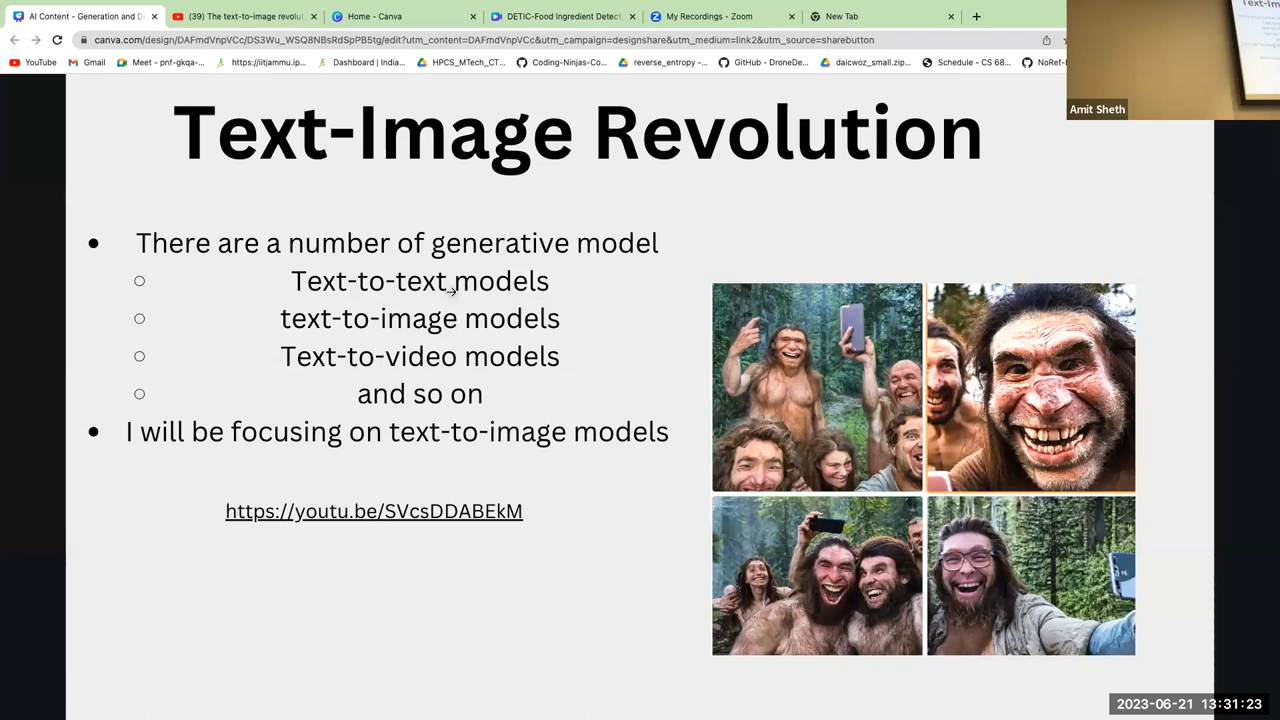 AI Content - Generation and D
(39) The text-to-image revolut
Home - Canva
DETIC-Food Ingredient Detect
My Recordings - Zoom
New Tab
canva.com/design/DAFmdVnpVCc/DS3Wu_WSQ8NBsRdSpPB5tg/edit?utm_content=DAFmdVnpVCc&utm_campaign=designshare&utm_medium=link2&utm_source=sharebutton
YouTube
Gmail
Meet - pnf-gkqa-...
https://iitjammu.ip...
Dashboard | India...
HPCS_MTech_CT...
Coding-Ninjas-Co...
reverse_entropy -...
GitHub - DroneDe...
daicwoz_small.zip...
Schedule - CS 68...
NoRef-
Text-Im
Amit Sheth
Text-Image Revolution
There are a number of generative model
Text-to-text models
text-to-image models
Text-to-video models
and so on
I will be focusing on text-to-image models
https://youtu.be/SVcsDDABEkM
2023-06-21 13:31:23